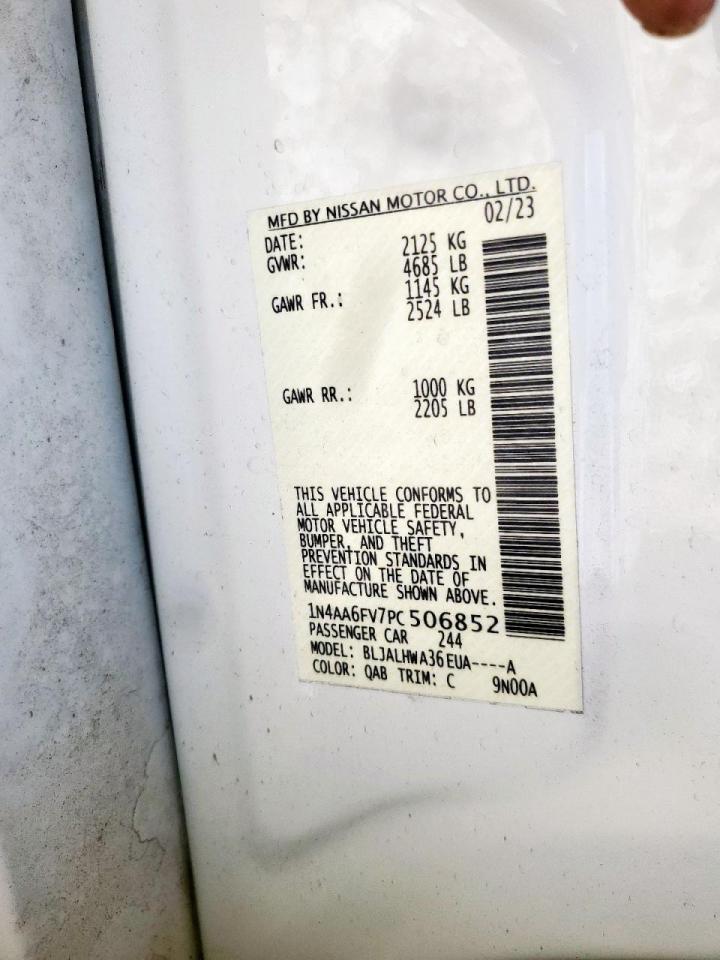 MFD BY NISSAN MOTOR CO., LTD.
DATE: 02/23
GVWR: 2125 KG
4685 LB
GAWR FR.: 1145 KG
2524 LB
GAWR RR.: 1000 KG
2205 LB
THIS VEHICLE CONFORMS TO
ALL APPLICABLE FEDERAL
MOTOR VEHICLE SAFETY,
BUMPER, AND THEFT
PREVENTION STANDARDS IN
EFFECT ON THE DATE OF
MANUFACTURE SHOWN ABOVE.
1N4AA6FV7PC506852
PASSENGER CAR 244
MODEL: BLJALHWA36EUA----A
COLOR: QAB TRIM: C 9N00A